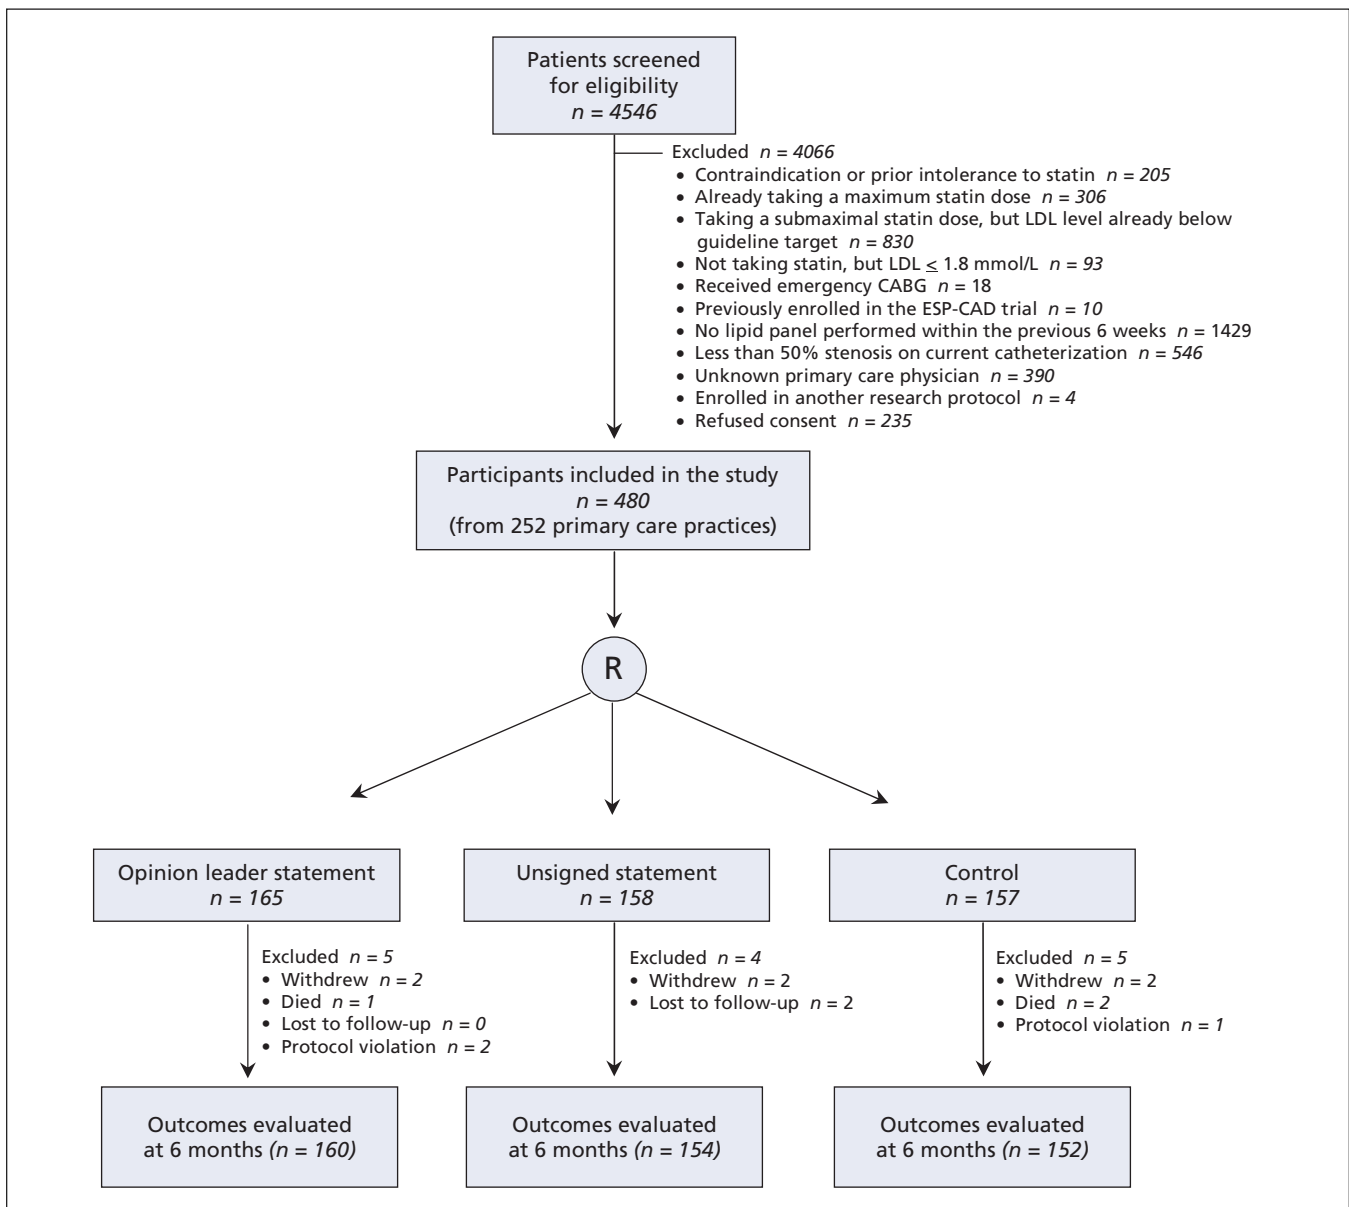 Patients screened
for eligibility
n = 4546
Excluded n = 4066
• Contraindication or prior intolerance to statin n = 205
• Already taking a maximum statin dose n = 306
• Taking a submaximal statin dose, but LDL level already below
guideline target n = 830
• Not taking statin, but LDL ≤ 1.8 mmol/L n = 93
• Received emergency CABG n = 18
• Previously enrolled in the ESP-CAD trial n = 10
• No lipid panel performed within the previous 6 weeks n = 1429
• Less than 50% stenosis on current catheterization n = 546
• Unknown primary care physician n = 390
• Enrolled in another research protocol n = 4
• Refused consent n = 235
Participants included in the study
n = 480
(from 252 primary care practices)
R
Opinion leader statement
n = 165
Excluded n = 5
• Withdrew n = 2
• Died n = 1
• Lost to follow-up n = 0
• Protocol violation n = 2
Outcomes evaluated
at 6 months (n = 160)
Unsigned statement
n = 158
Excluded n = 4
• Withdrew n = 2
• Lost to follow-up n = 2
Outcomes evaluated
at 6 months (n = 154)
Control
n = 157
Excluded n = 5
• Withdrew n = 2
• Died n = 2
• Protocol violation n = 1
Outcomes evaluated
at 6 months (n = 152)